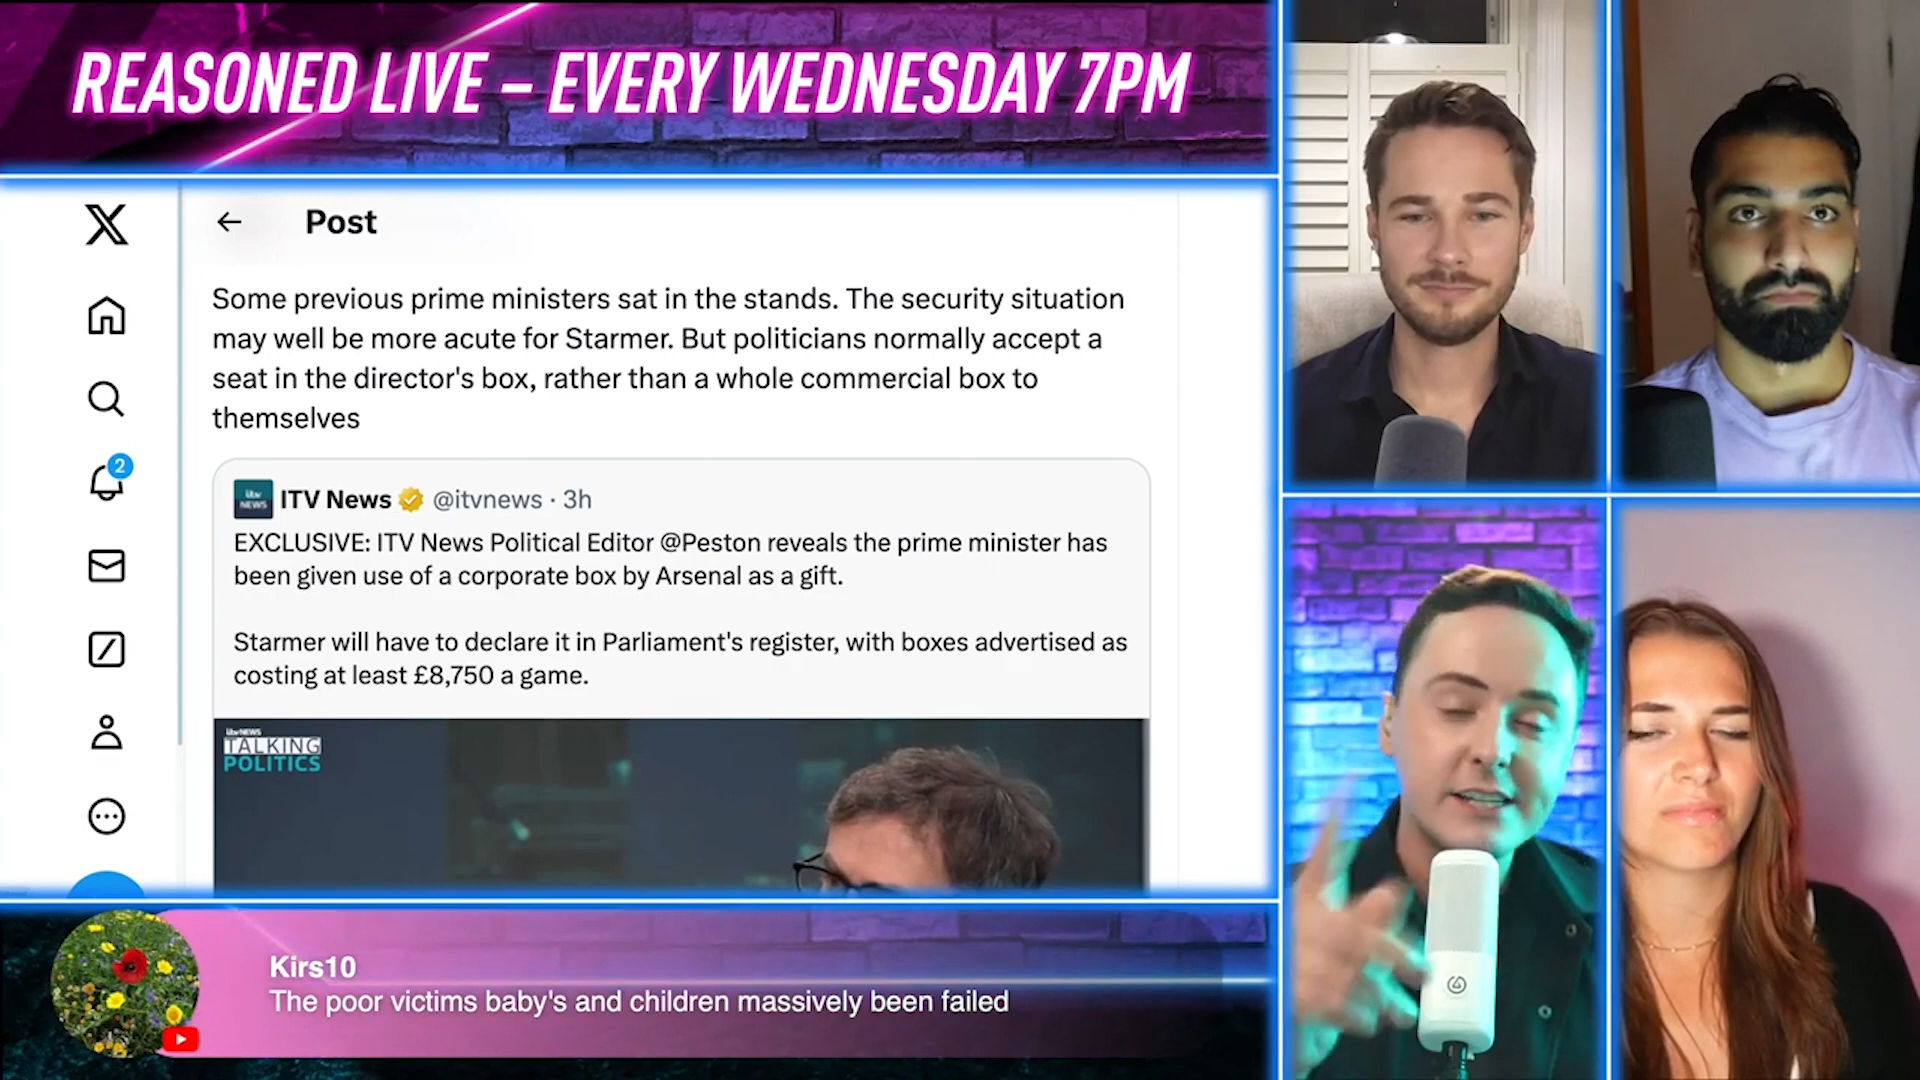 REASONED LIVE – EVERY WEDNESDAY 7PM
X
Post
Some previous prime ministers sat in the stands. The security situation
may well be more acute for Starmer. But politicians normally accept a
seat in the director's box, rather than a whole commercial box to
themselves
2
itv
NEWS
ITV News @itvnews · 3h
EXCLUSIVE: ITV News Political Editor @Peston reveals the prime minister has
been given use of a corporate box by Arsenal as a gift.
Starmer will have to declare it in Parliament's register, with boxes advertised as
costing at least £8,750 a game.
itv NEWS
TALKING
POLITICS
Kirs10
The poor victims baby's and children massively been failed